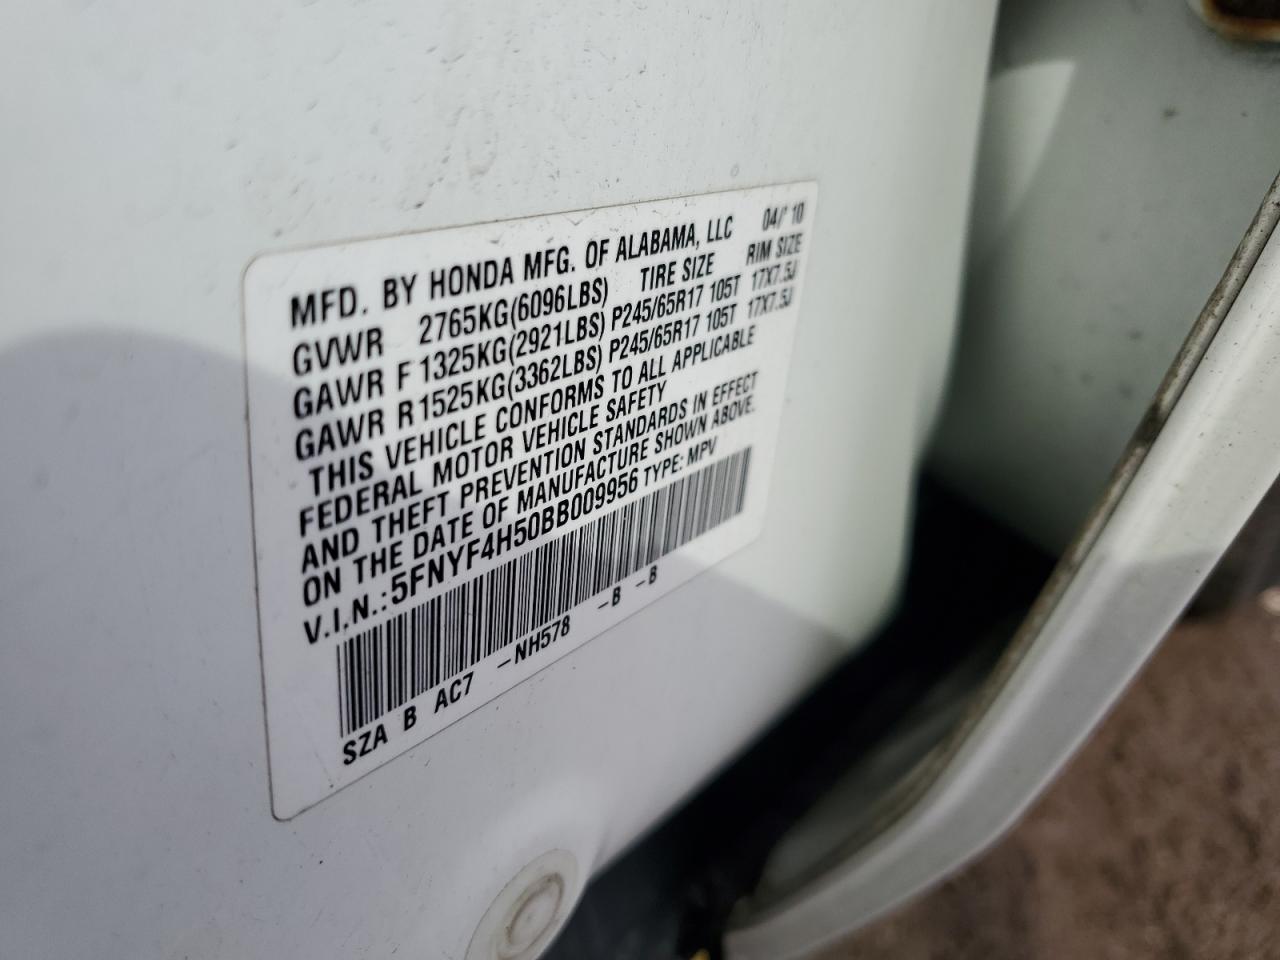 MFD. BY HONDA MFG. OF ALABAMA, LLC 04/'10
GVWR 2765KG(6096LBS) TIRE SIZE RIM SIZE
GAWR F 1325KG(2921LBS) P245/65R17 105T 17X7.5J
GAWR R 1525KG(3362LBS) P245/65R17 105T 17X7.5J
THIS VEHICLE CONFORMS TO ALL APPLICABLE
FEDERAL MOTOR VEHICLE SAFETY
AND THEFT PREVENTION STANDARDS IN EFFECT
ON THE DATE OF MANUFACTURE SHOWN ABOVE.
V.I.N.: 5FNYF4H50BB009956 TYPE: MPV
SZA B AC7 -NH578 -B -B